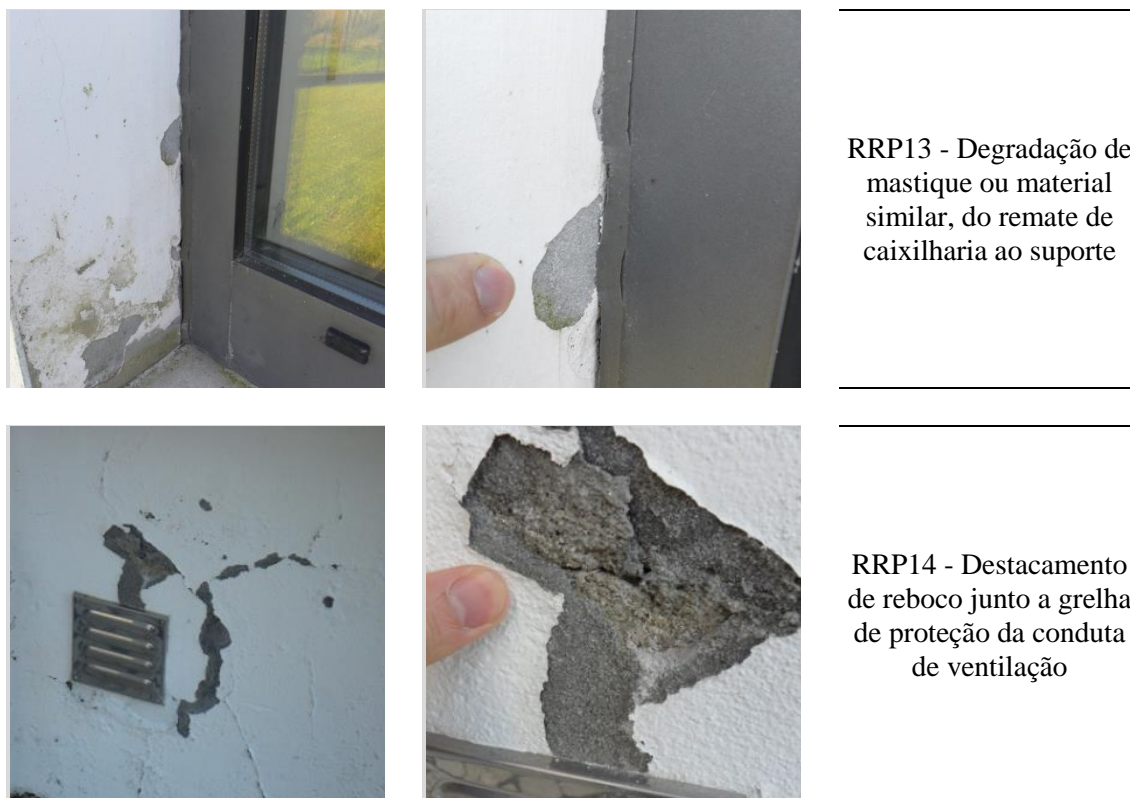 RRP13 - Degradação de
mastique ou material
similar, do remate de
caixilharia ao suporte
RRP14 - Destacamento
de reboco junto a grelha
de proteção da conduta
de ventilação